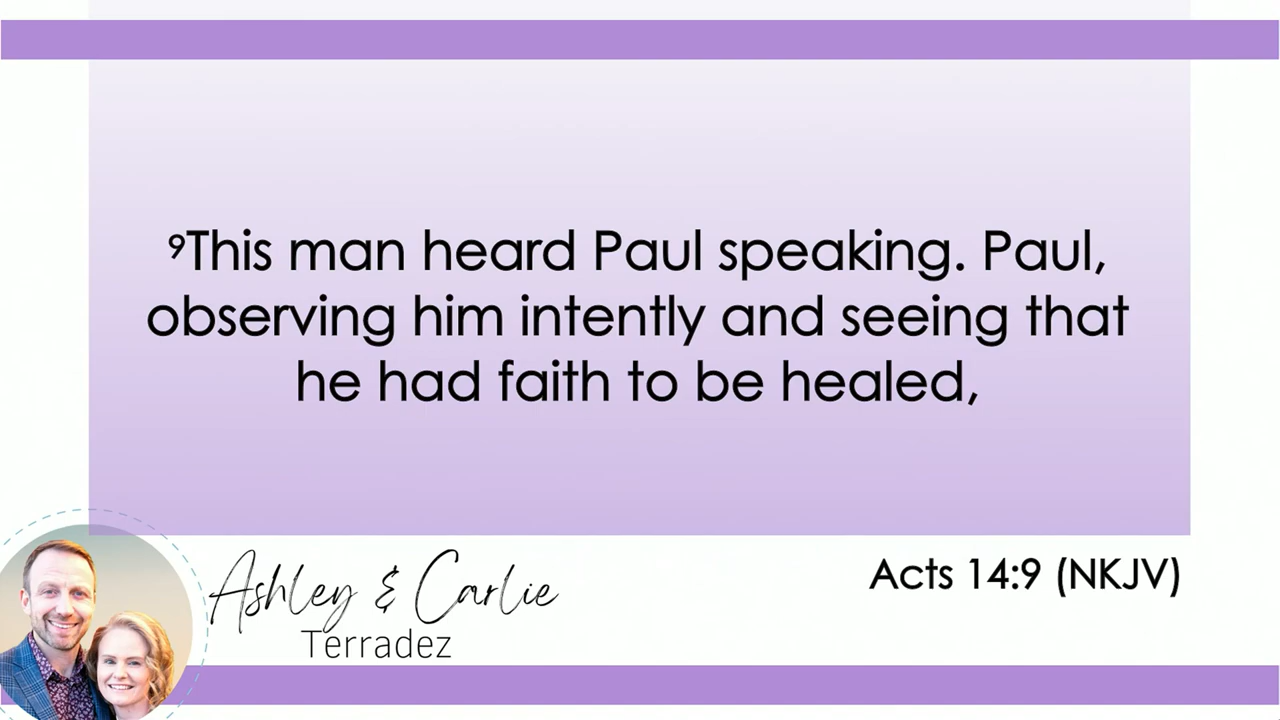 ⁹This man heard Paul speaking. Paul,
observing him intently and seeing that
he had faith to be healed,
Acts 14:9 (NKJV)
Ashley & Carlie
Terradez